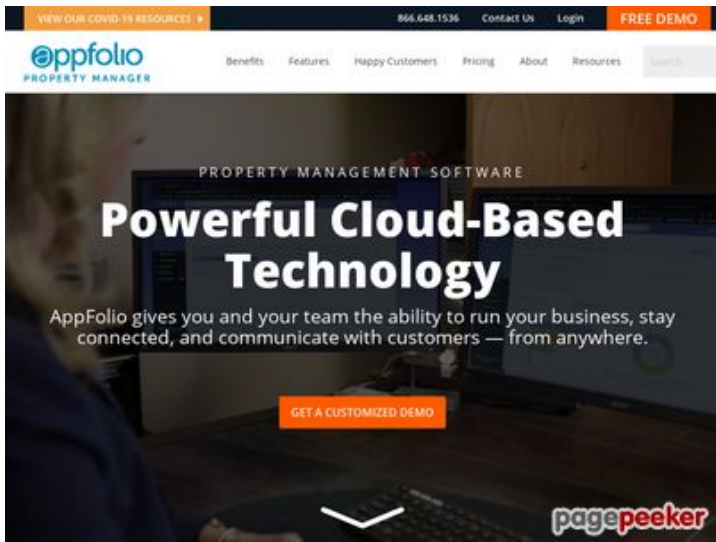 VIEW OUR COVID-19 RESOURCES
866.648.1536 Contact Us Login FREE DEMO
appfolio
PROPERTY MANAGER
Benefits Features Happy Customers Pricing About Resources Search
PROPERTY MANAGEMENT SOFTWARE
Powerful Cloud-Based
Technology
AppFolio gives you and your team the ability to run your business, stay
connected, and communicate with customers — from anywhere.
GET A CUSTOMIZED DEMO
pagepeeker